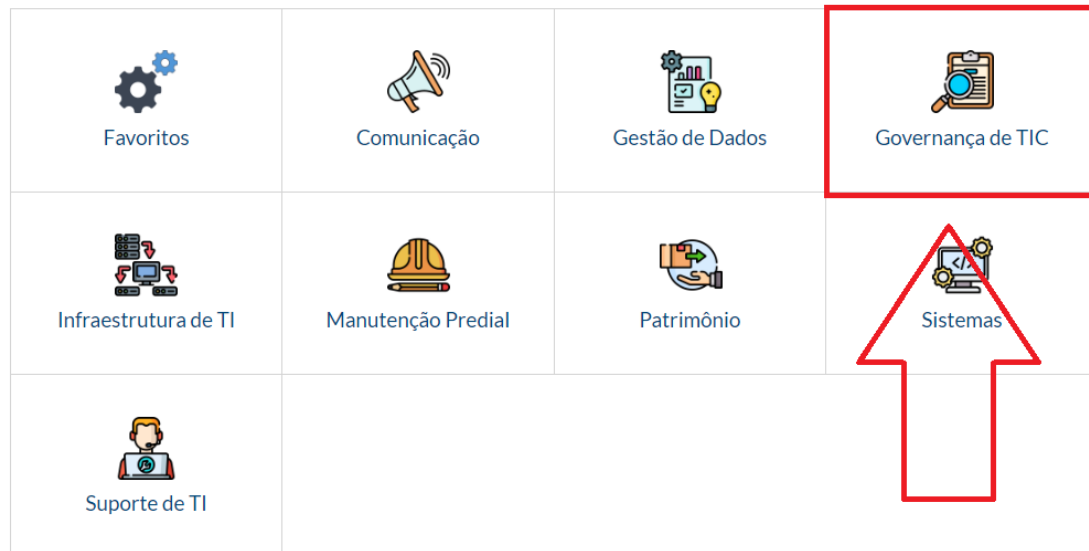 Favoritos
Comunicação
Gestão de Dados
Governança de TIC
Infraestrutura de TI
Manutenção Predial
Patrimônio
Sistemas
Suporte de TI